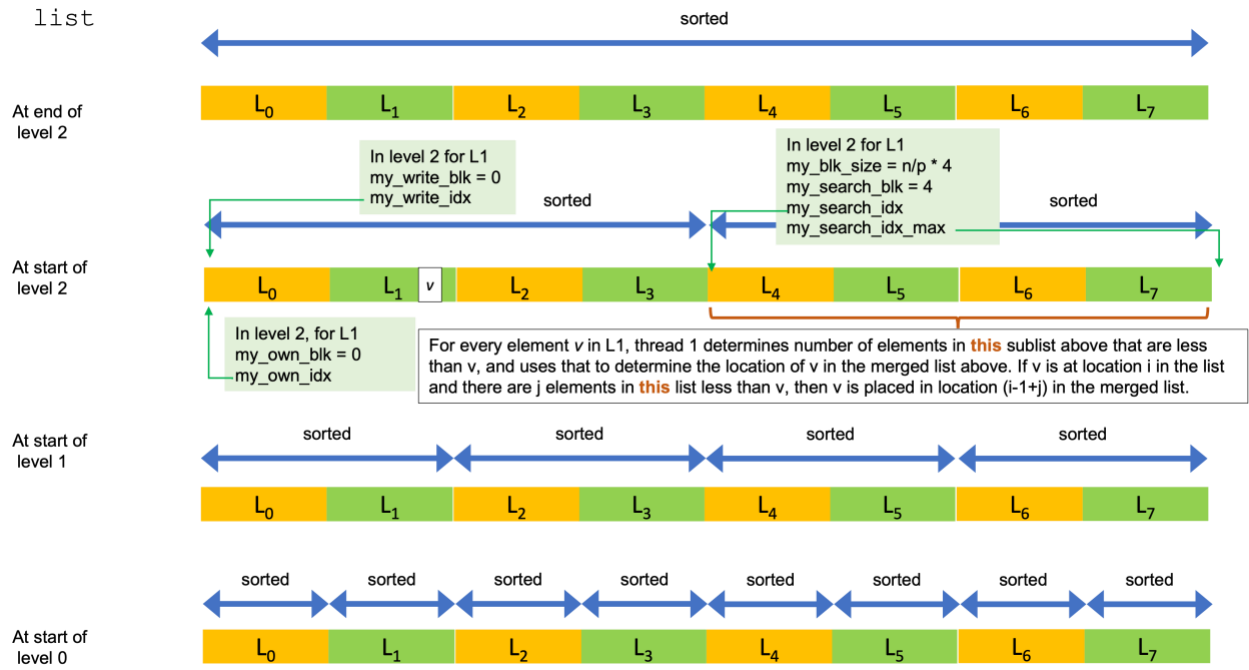 list
sorted
At end of
level 2
L0 L1 L2 L3 L4 L5 L6 L7
In level 2 for L1
my_write_blk = 0
my_write_idx
In level 2 for L1
my_blk_size = n/p * 4
my_search_blk = 4
my_search_idx
my_search_idx_max
sorted
sorted
At start of
level 2
L0 L1 v L2 L3 L4 L5 L6 L7
In level 2, for L1
my_own_blk = 0
my_own_idx
For every element v in L1, thread 1 determines number of elements in this sublist above that are less
than v, and uses that to determine the location of v in the merged list above. If v is at location i in the list
and there are j elements in this list less than v, then v is placed in location (i-1+j) in the merged list.
At start of
level 1
sorted sorted sorted sorted
L0 L1 L2 L3 L4 L5 L6 L7
sorted sorted sorted sorted sorted sorted sorted sorted
At start of
level 0
L0 L1 L2 L3 L4 L5 L6 L7